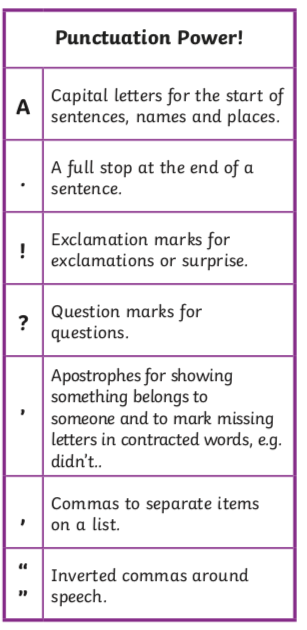 Punctuation Power!
A
Capital letters for the start of
sentences, names and places.
.
A full stop at the end of a
sentence.
!
Exclamation marks for
exclamations or surprise.
?
Question marks for
questions.
’
Apostrophes for showing
something belongs to
someone and to mark missing
letters in contracted words, e.g.
didn’t..
,
Commas to separate items
on a list.
“
”
Inverted commas around
speech.